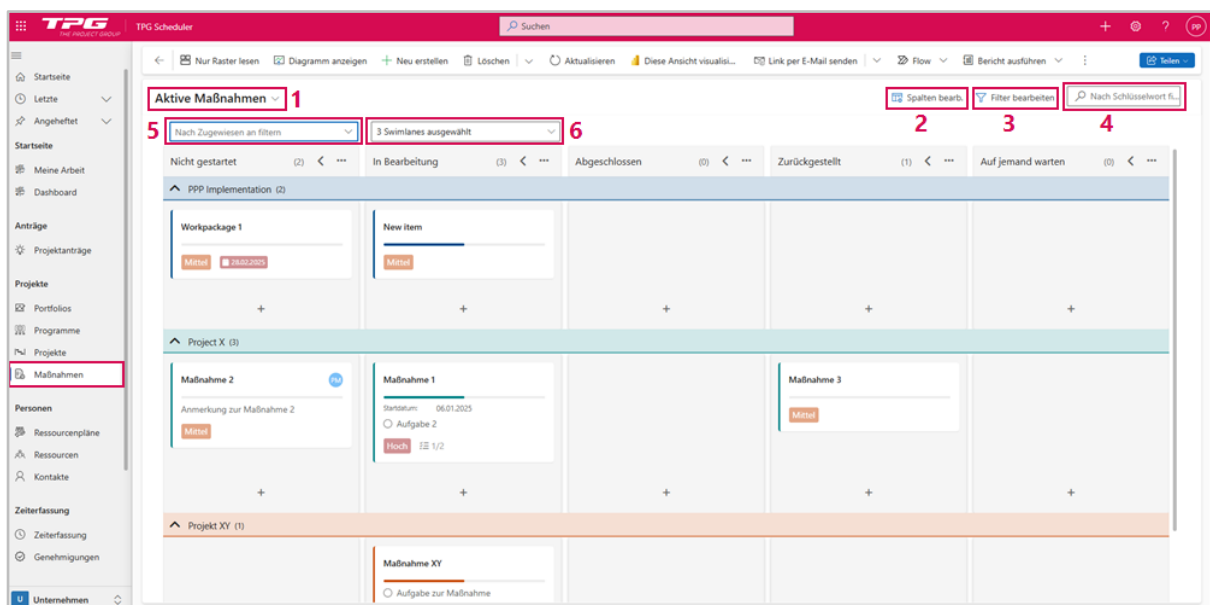 TPG
THE PROJECT GROUP
TPG Scheduler
Suchen
PP
Nur Raster lesen
Diagramm anzeigen
Neu erstellen
Löschen
Aktualisieren
Diese Ansicht visualisi...
Link per E-Mail senden
Flow
Bericht ausführen
Teilen
Startseite
Letzte
Angeheftet
Startseite
Meine Arbeit
Dashboard
Anträge
Projektanträge
Projekte
Portfolios
Programme
Projekte
Maßnahmen
Personen
Ressourcenpläne
Ressourcen
Kontakte
Zeiterfassung
Zeiterfassung
Genehmigungen
U Unternehmen
Aktive Maßnahmen 1
Spalten bearb.
Filter bearbeiten
Nach Schlüsselwort fi...
2 3 4
5 Nach Zugewiesen an filtern
3 Swimlanes ausgewählt 6
Nicht gestartet (2)
In Bearbeitung (3)
Abgeschlossen (0)
Zurückgestellt (1)
Auf jemand warten (0)
PPP Implementation (2)
Workpackage 1
Mittel 28.02.2025
New item
Mittel
Project X (3)
Maßnahme 2 PM
Anmerkung zur Maßnahme 2
Mittel
Maßnahme 1
Startdatum: 06.01.2025
Aufgabe 2
Hoch 1/2
Maßnahme 3
Mittel
Projekt XY (1)
Maßnahme XY
Aufgabe zur Maßnahme